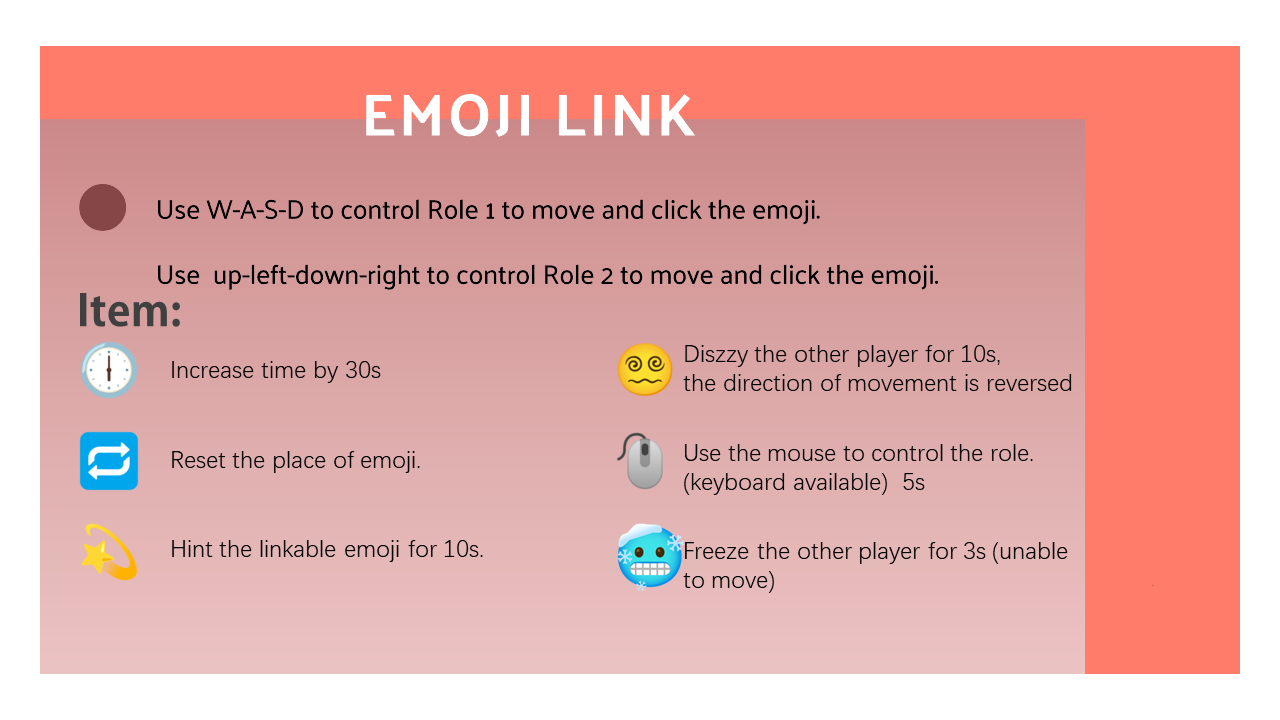 EMOJI LINK
Use W-A-S-D to control Role 1 to move and click the emoji.
Use  up-left-down-right to control Role 2 to move and click the emoji.
Item:
Increase time by 30s
Reset the place of emoji.
Hint the linkable emoji for 10s.
Diszzy the other player for 10s,
the direction of movement is reversed
Use the mouse to control the role.
(keyboard available)  5s
Freeze the other player for 3s (unable
to move)